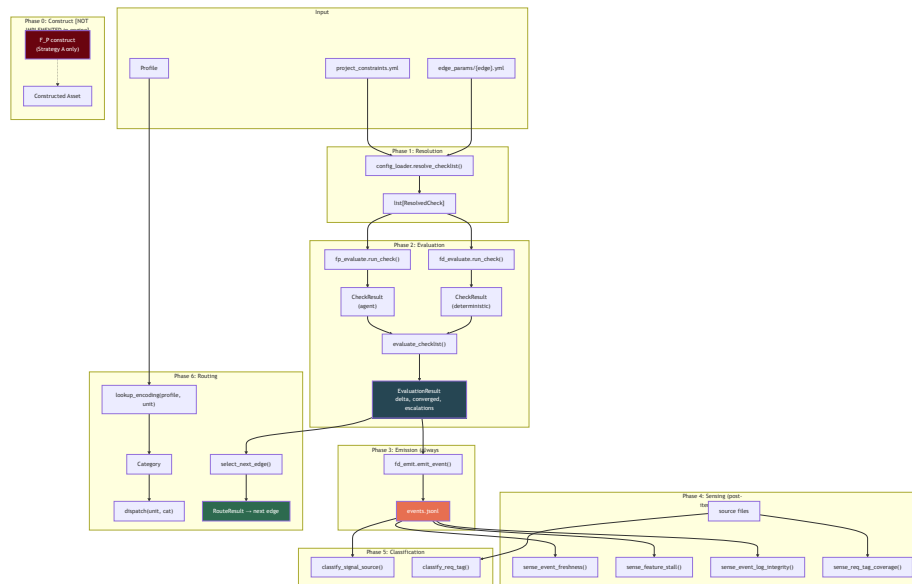 Phase 0: Construct [NOT
F_P construct
(Strategy A only)
Constructed Asset
Input
Profile
project_constraints.yml
edge_params/{edge}.yml
Phase 1: Resolution
config_loader.resolve_checklist()
list[ResolvedCheck]
Phase 2: Evaluation
fp_evaluate.run_check()
fd_evaluate.run_check()
CheckResult
(agent)
CheckResult
(deterministic)
evaluate_checklist()
EvaluationResult
delta, converged,
escalations
Phase 6: Routing
lookup_encoding(profile,
unit)
Category
select_next_edge()
dispatch(unit, cat)
RouteResult → next edge
Phase 3: Emission (always
fd_emit.emit_event()
events.jsonl
Phase 4: Sensing (post-
source files
Phase 5: Classification
classify_signal_source()
classify_req_tag()
sense_event_freshness()
sense_feature_stall()
sense_event_log_integrity()
sense_req_tag_coverage()